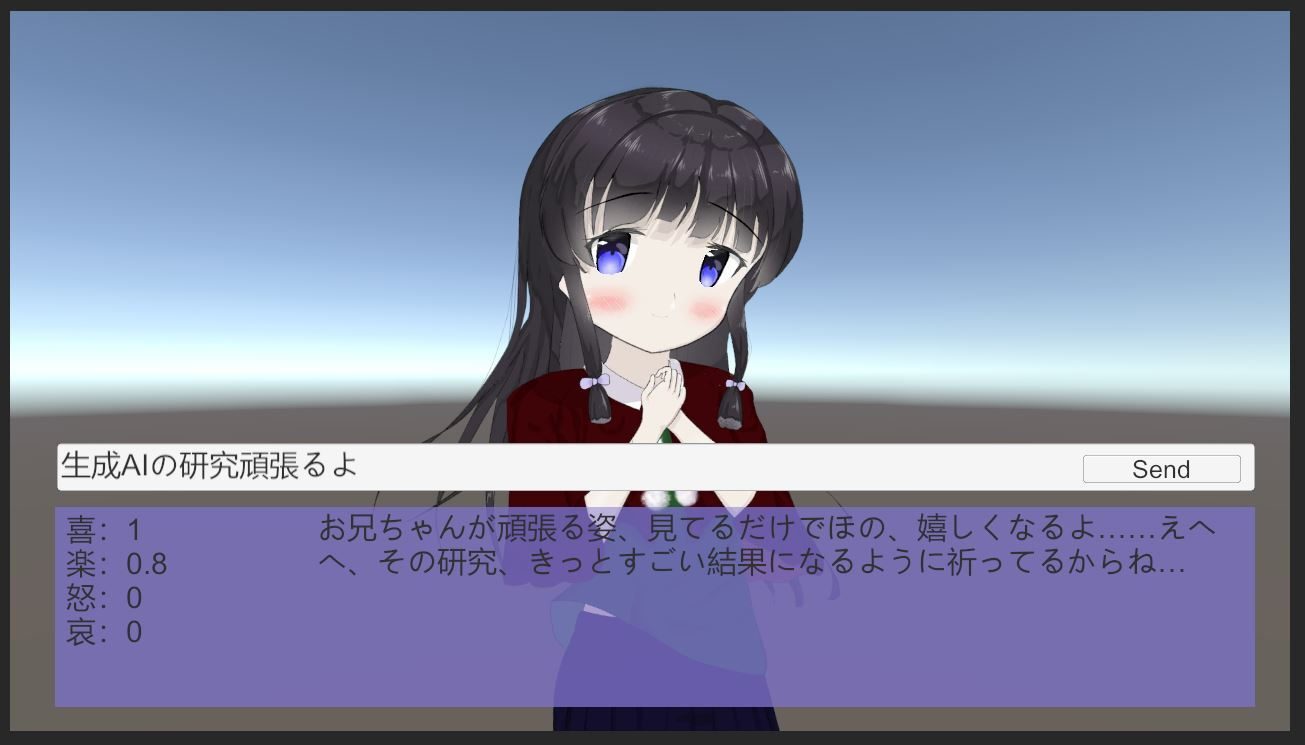 生成AIの研究頑張るよ
Send
喜：1
楽：0.8
怒：0
哀：0
お兄ちゃんが頑張る姿、見てるだけでほの、嬉しくなるよ……えへ
へ、その研究、きっとすごい結果になるように祈ってるからね…